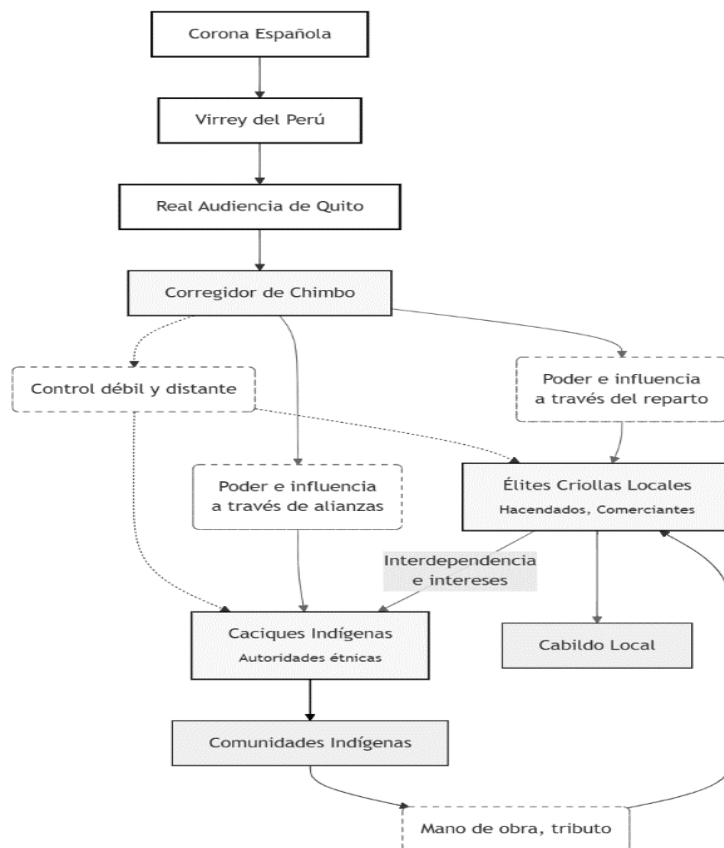 Corona Española
Virrey del Perú
Real Audiencia de Quito
Corregidor de Chimbo
Control débil y distante
Poder e influencia
a través del reparto
Poder e influencia
a través de alianzas
Élites Criollas Locales
Hacendados, Comerciantes
Interdependencia
e intereses
Caciques Indígenas
Autoridades étnicas
Cabildo Local
Comunidades Indígenas
Mano de obra, tributo